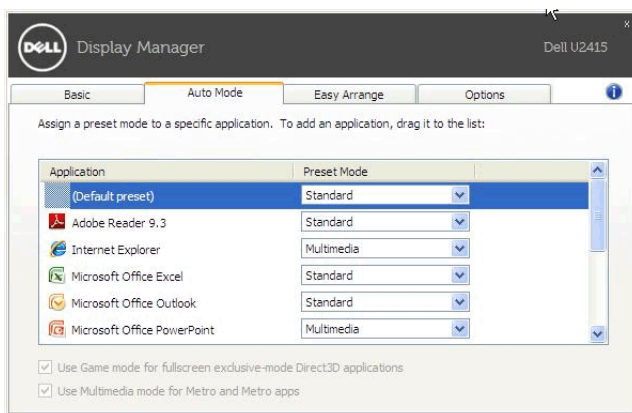 DELL Display Manager Dell U2415 x
Basic Auto Mode Easy Arrange Options i
Assign a preset mode to a specific application. To add an application, drag it to the list:
Application Preset Mode
(Default preset) Standard
Adobe Reader 9.3 Standard
Internet Explorer Multimedia
Microsoft Office Excel Standard
Microsoft Office Outlook Standard
Microsoft Office PowerPoint Multimedia
Use Game mode for fullscreen exclusive-mode Direct3D applications
Use Multimedia mode for Metro and Metro apps